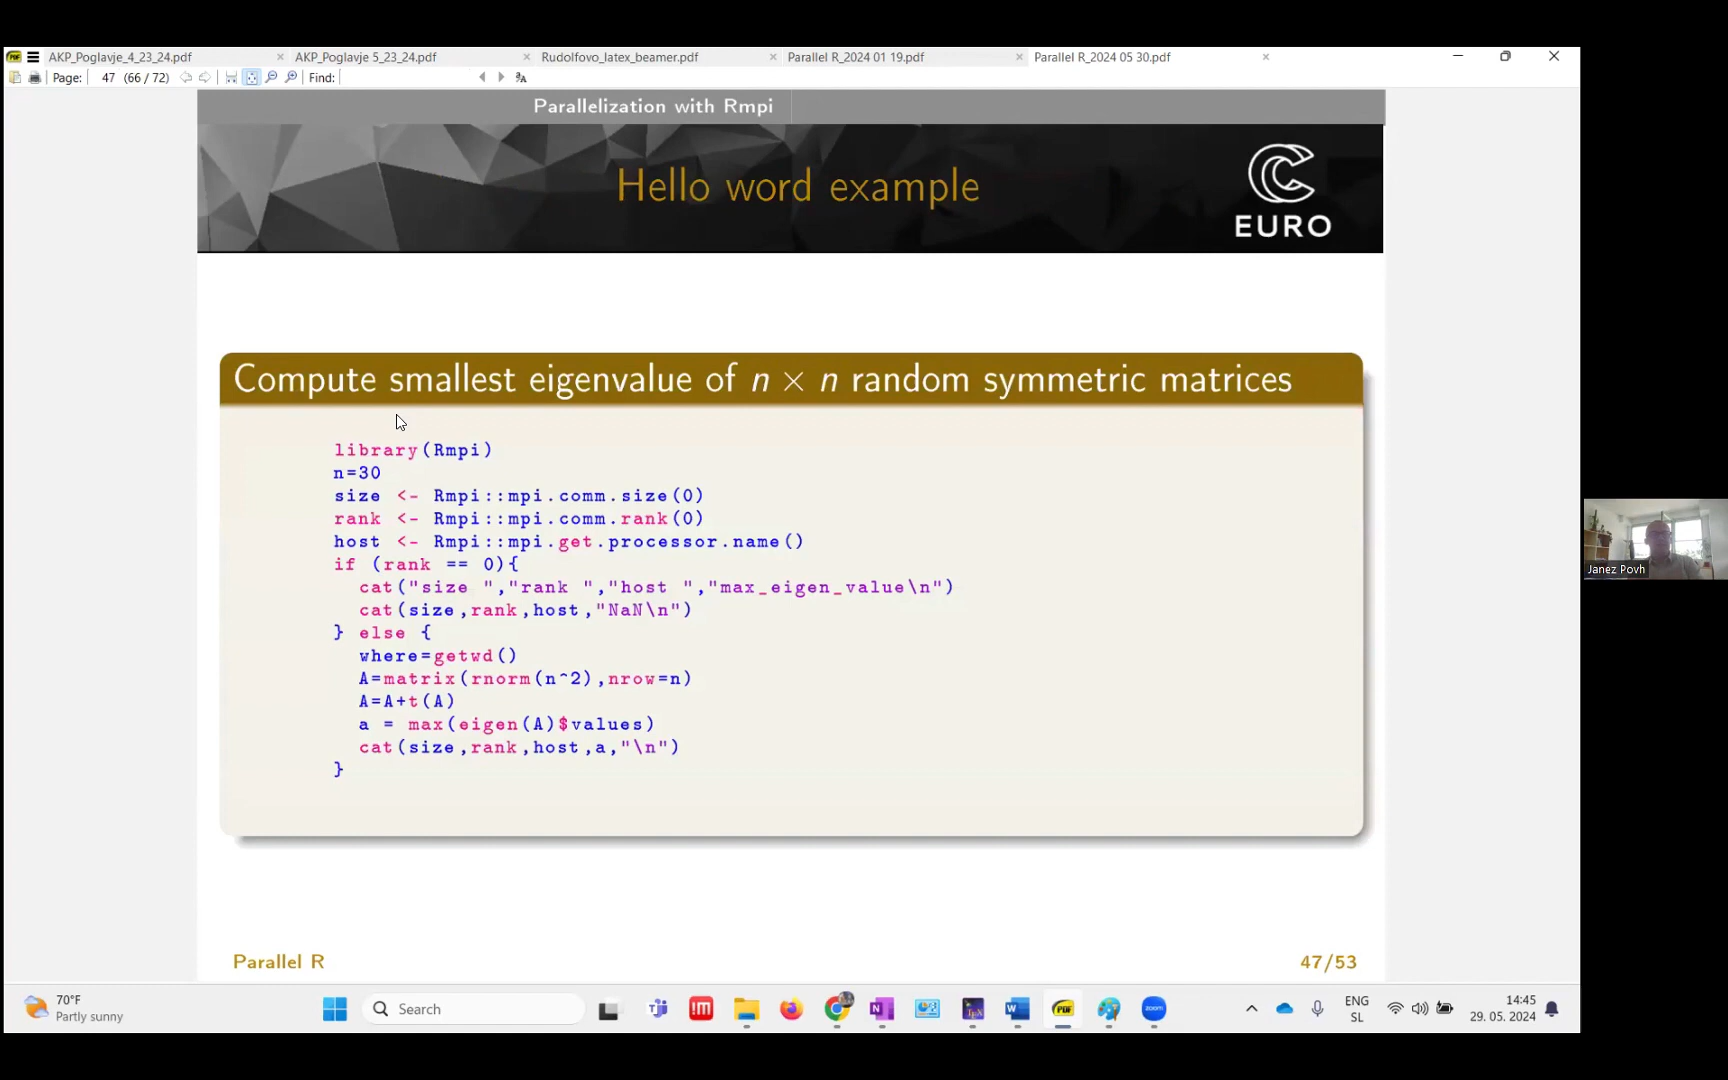 AKP_Poglavje_4_23_24.pdf × AKP_Poglavje 5_23_24.pdf × Rudolfovo_latex_beamer.pdf × Parallel R_2024 01 19.pdf × Parallel R_2024 05 30.pdf ×
Page: 47 (66 / 72) Find:
Parallelization with Rmpi
Hello word example
EURO
Compute smallest eigenvalue of n × n random symmetric matrices
library(Rmpi)
n=30
size <- Rmpi::mpi.comm.size(0)
rank <- Rmpi::mpi.comm.rank(0)
host <- Rmpi::mpi.get.processor.name()
if (rank == 0){
cat("size ","rank ","host ","max_eigen_value\n")
cat(size,rank,host,"NaN\n")
} else {
where=getwd()
A=matrix(rnorm(n^2),nrow=n)
A=A+t(A)
a = max(eigen(A)$values)
cat(size,rank,host,a,"\n")
}
Janez Povh
Parallel R 47/53
70°F
Partly sunny
Search
ENG
SL
14:45
29. 05. 2024